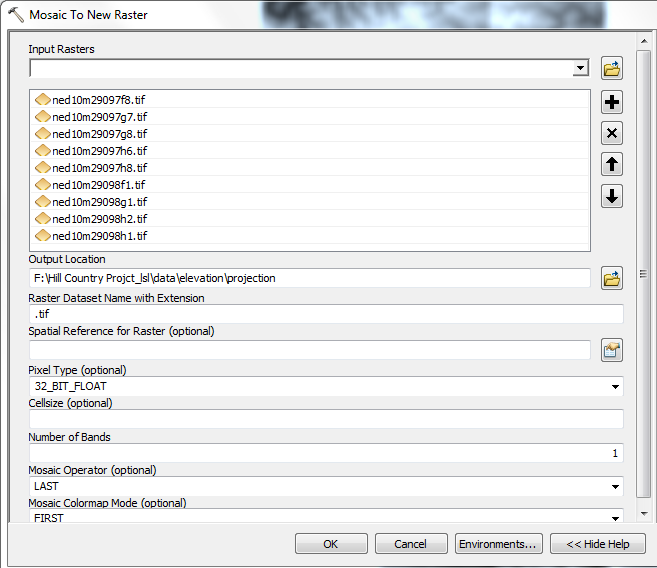 Mosaic To New Raster
Input Rasters
ned10m29097f8.tif
ned10m29097g7.tif
ned10m29097g8.tif
ned10m29097h6.tif
ned10m29097h8.tif
ned10m29098f1.tif
ned10m29098g1.tif
ned10m29098h2.tif
ned10m29098h1.tif
Output Location
F:\Hill Country Projct_lsl\data\elevation\projection
Raster Dataset Name with Extension
.tif
Spatial Reference for Raster (optional)
Pixel Type (optional)
32_BIT_FLOAT
Cellsize (optional)
Number of Bands
1
Mosaic Operator (optional)
LAST
Mosaic Colormap Mode (optional)
FIRST
OK Cancel Environments... << Hide Help